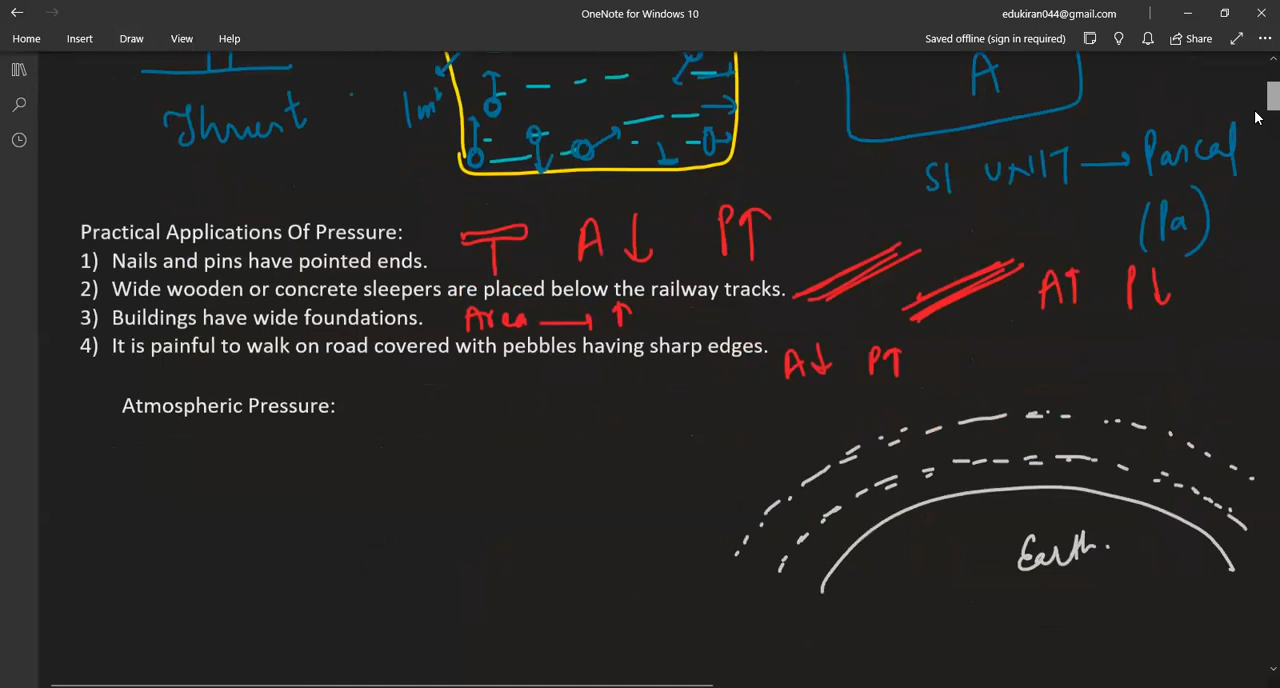 OneNote for Windows 10
edukiran044@gmail.com
Home Insert Draw View Help
Saved offline (sign in required)
Share
Thrust
1m²
A
SI UNIT → Pascal
(Pa)
Practical Applications Of Pressure:
A↓ P↑
1) Nails and pins have pointed ends.
2) Wide wooden or concrete sleepers are placed below the railway tracks.
A↑ P↓
3) Buildings have wide foundations.
Area → ↑
4) It is painful to walk on road covered with pebbles having sharp edges.
A↓ P↑
Atmospheric Pressure:
Earth.